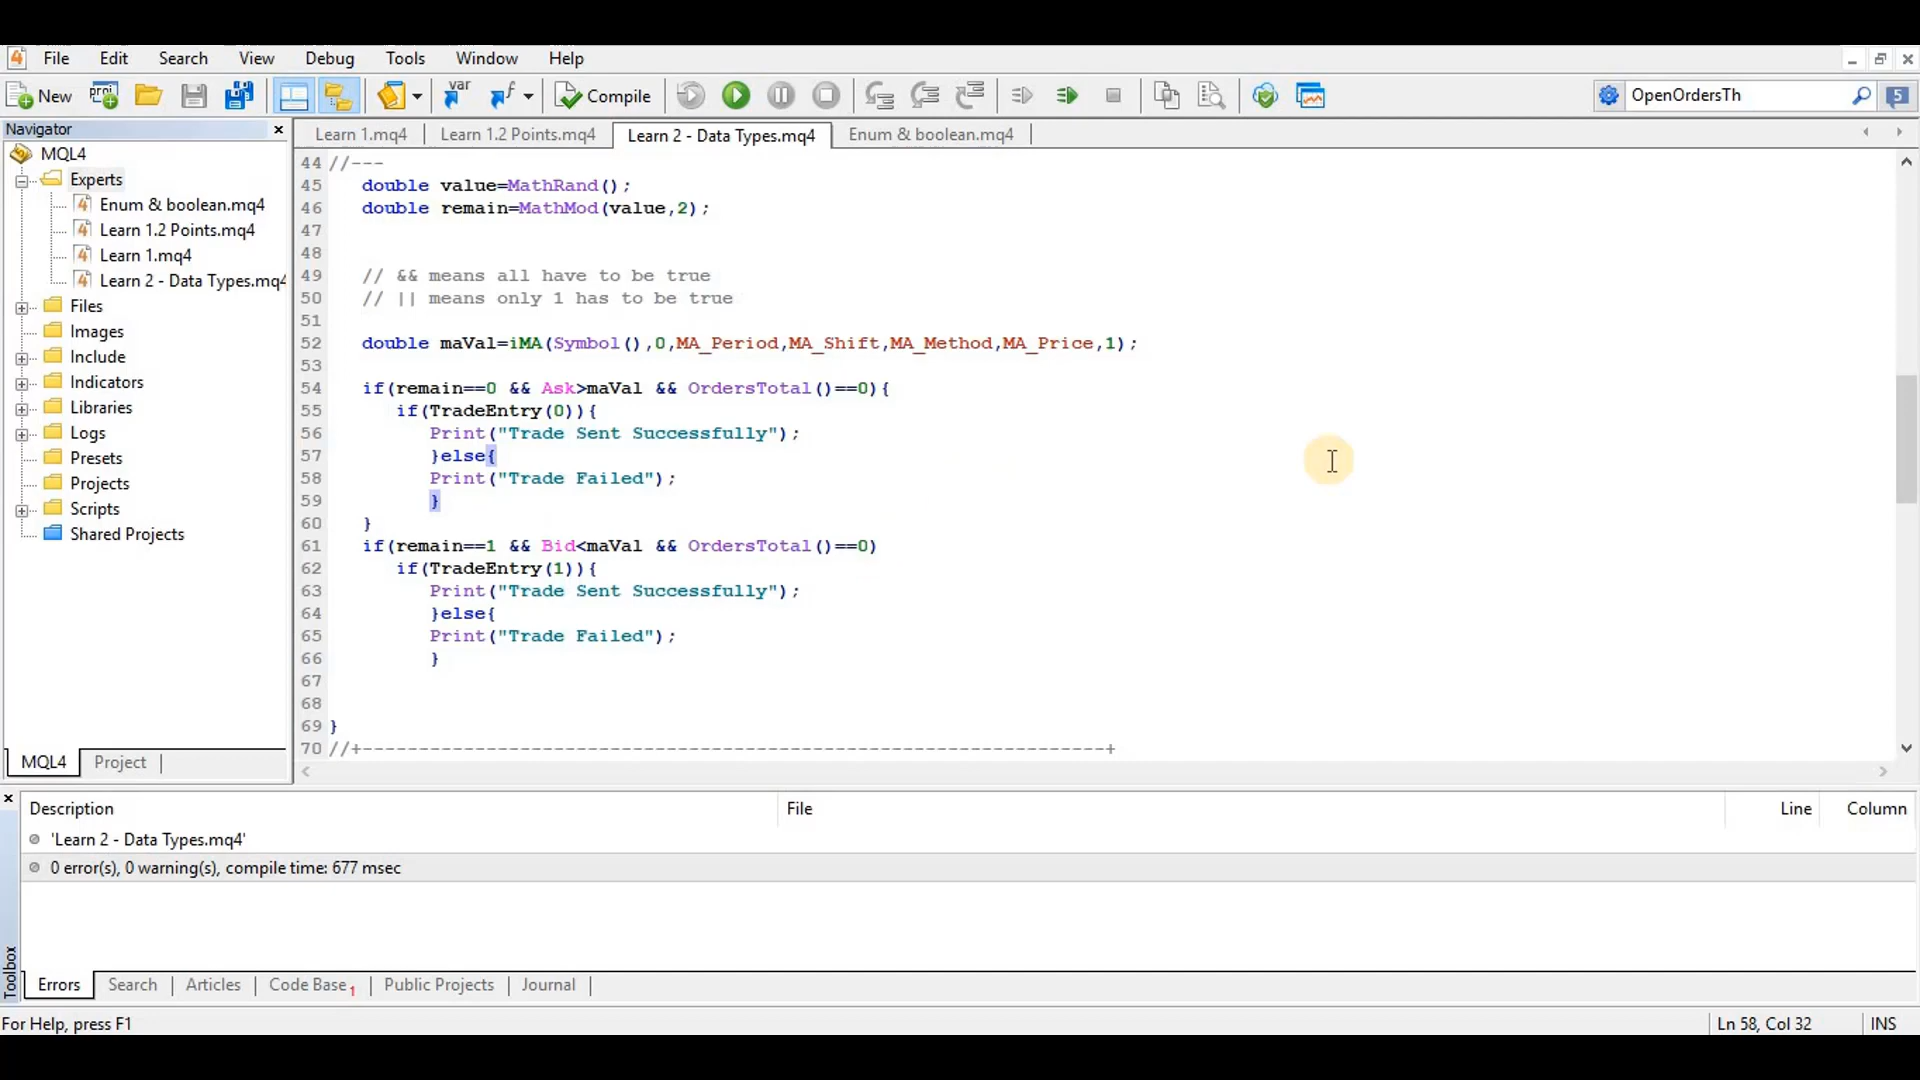 File Edit Search View Debug Tools Window Help
New Compile OpenOrdersTh 5
Navigator
MQL4
Experts
Enum & boolean.mq4
Learn 1.2 Points.mq4
Learn 1.mq4
Learn 2 - Data Types.mq4
Files
Images
Include
Indicators
Libraries
Logs
Presets
Projects
Scripts
Shared Projects
MQL4 Project
Learn 1.mq4 Learn 1.2 Points.mq4 Learn 2 - Data Types.mq4 Enum & boolean.mq4
44 //---
45 double value=MathRand();
46 double remain=MathMod(value,2);
47
48
49 // && means all have to be true
50 // || means only 1 has to be true
51
52 double maVal=iMA(Symbol(),0,MA_Period,MA_Shift,MA_Method,MA_Price,1);
53
54 if(remain==0 && Ask>maVal && OrdersTotal()==0){
55 if(TradeEntry(0)){
56 Print("Trade Sent Successfully");
57 }else{
58 Print("Trade Failed");
59 }
60 }
61 if(remain==1 && Bid<maVal && OrdersTotal()==0)
62 if(TradeEntry(1)){
63 Print("Trade Sent Successfully");
64 }else{
65 Print("Trade Failed");
66 }
67
68
69 }
70 //+------------------------------------------------------------------+
Description File Line Column
'Learn 2 - Data Types.mq4'
0 error(s), 0 warning(s), compile time: 677 msec
Toolbox
Errors Search Articles Code Base 1 Public Projects Journal
For Help, press F1 Ln 58, Col 32 INS